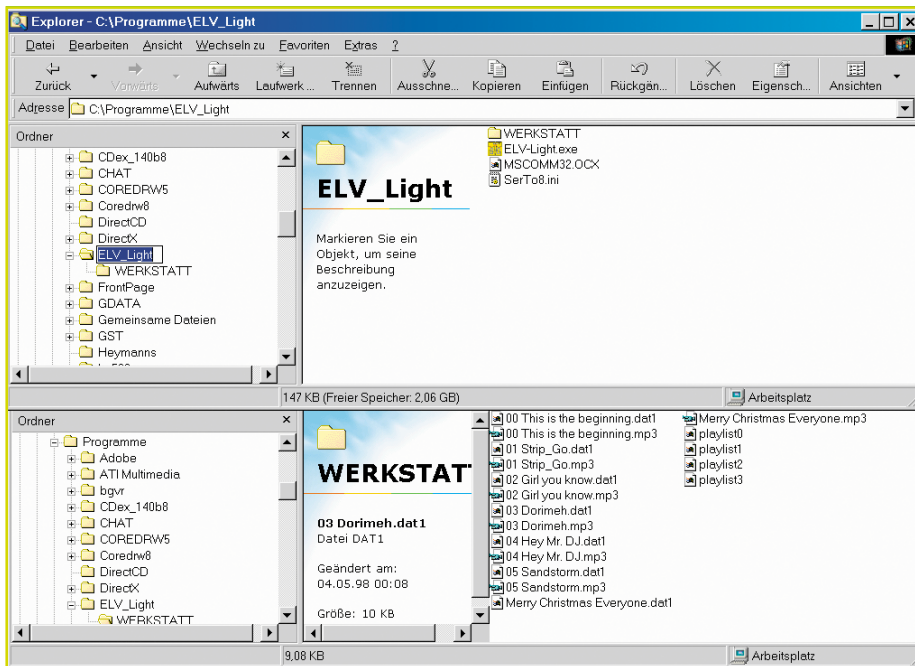 Explorer - C:\Programme\ELV_Light
Datei Bearbeiten Ansicht Wechseln zu Favoriten Extras ?
Zurück Vorwärts Aufwärts Laufwerk ... Trennen Ausschne... Kopieren Einfügen Rückgän... Löschen Eigensch... Ansichten
Adresse C:\Programme\ELV_Light
Ordner
CDex_140b8
CHAT
COREDRW5
Coredrw8
DirectCD
DirectX
ELV_Light
WERKSTATT
FrontPage
GDATA
Gemeinsame Dateien
GST
Heymanns
ELV_Light
Markieren Sie ein
Objekt, um seine
Beschreibung
anzuzeigen.
WERKSTATT
ELV-Light.exe
MSCOMM32.OCX
SerTo8.ini
147 KB (Freier Speicher: 2,06 GB)
Arbeitsplatz
Ordner
Programme
Adobe
ATI Multimedia
bgvr
CDex_140b8
CHAT
COREDRW5
Coredrw8
DirectCD
DirectX
ELV_Light
WERKSTATT
WERKSTAT
03 Dorimeh.dat1
Datei DAT1
Geändert am:
04.05.98 00:08
Größe: 10 KB
00 This is the beginning.dat1
00 This is the beginning.mp3
01 Strip_Go.dat1
01 Strip_Go.mp3
02 Girl you know.dat1
02 Girl you know.mp3
03 Dorimeh.dat1
03 Dorimeh.mp3
04 Hey Mr. DJ.dat1
04 Hey Mr. DJ.mp3
05 Sandstorm.dat1
05 Sandstorm.mp3
Merry Christmas Everyone.dat1
Merry Christmas Everyone.mp3
playlist0
playlist1
playlist2
playlist3
9,08 KB
Arbeitsplatz